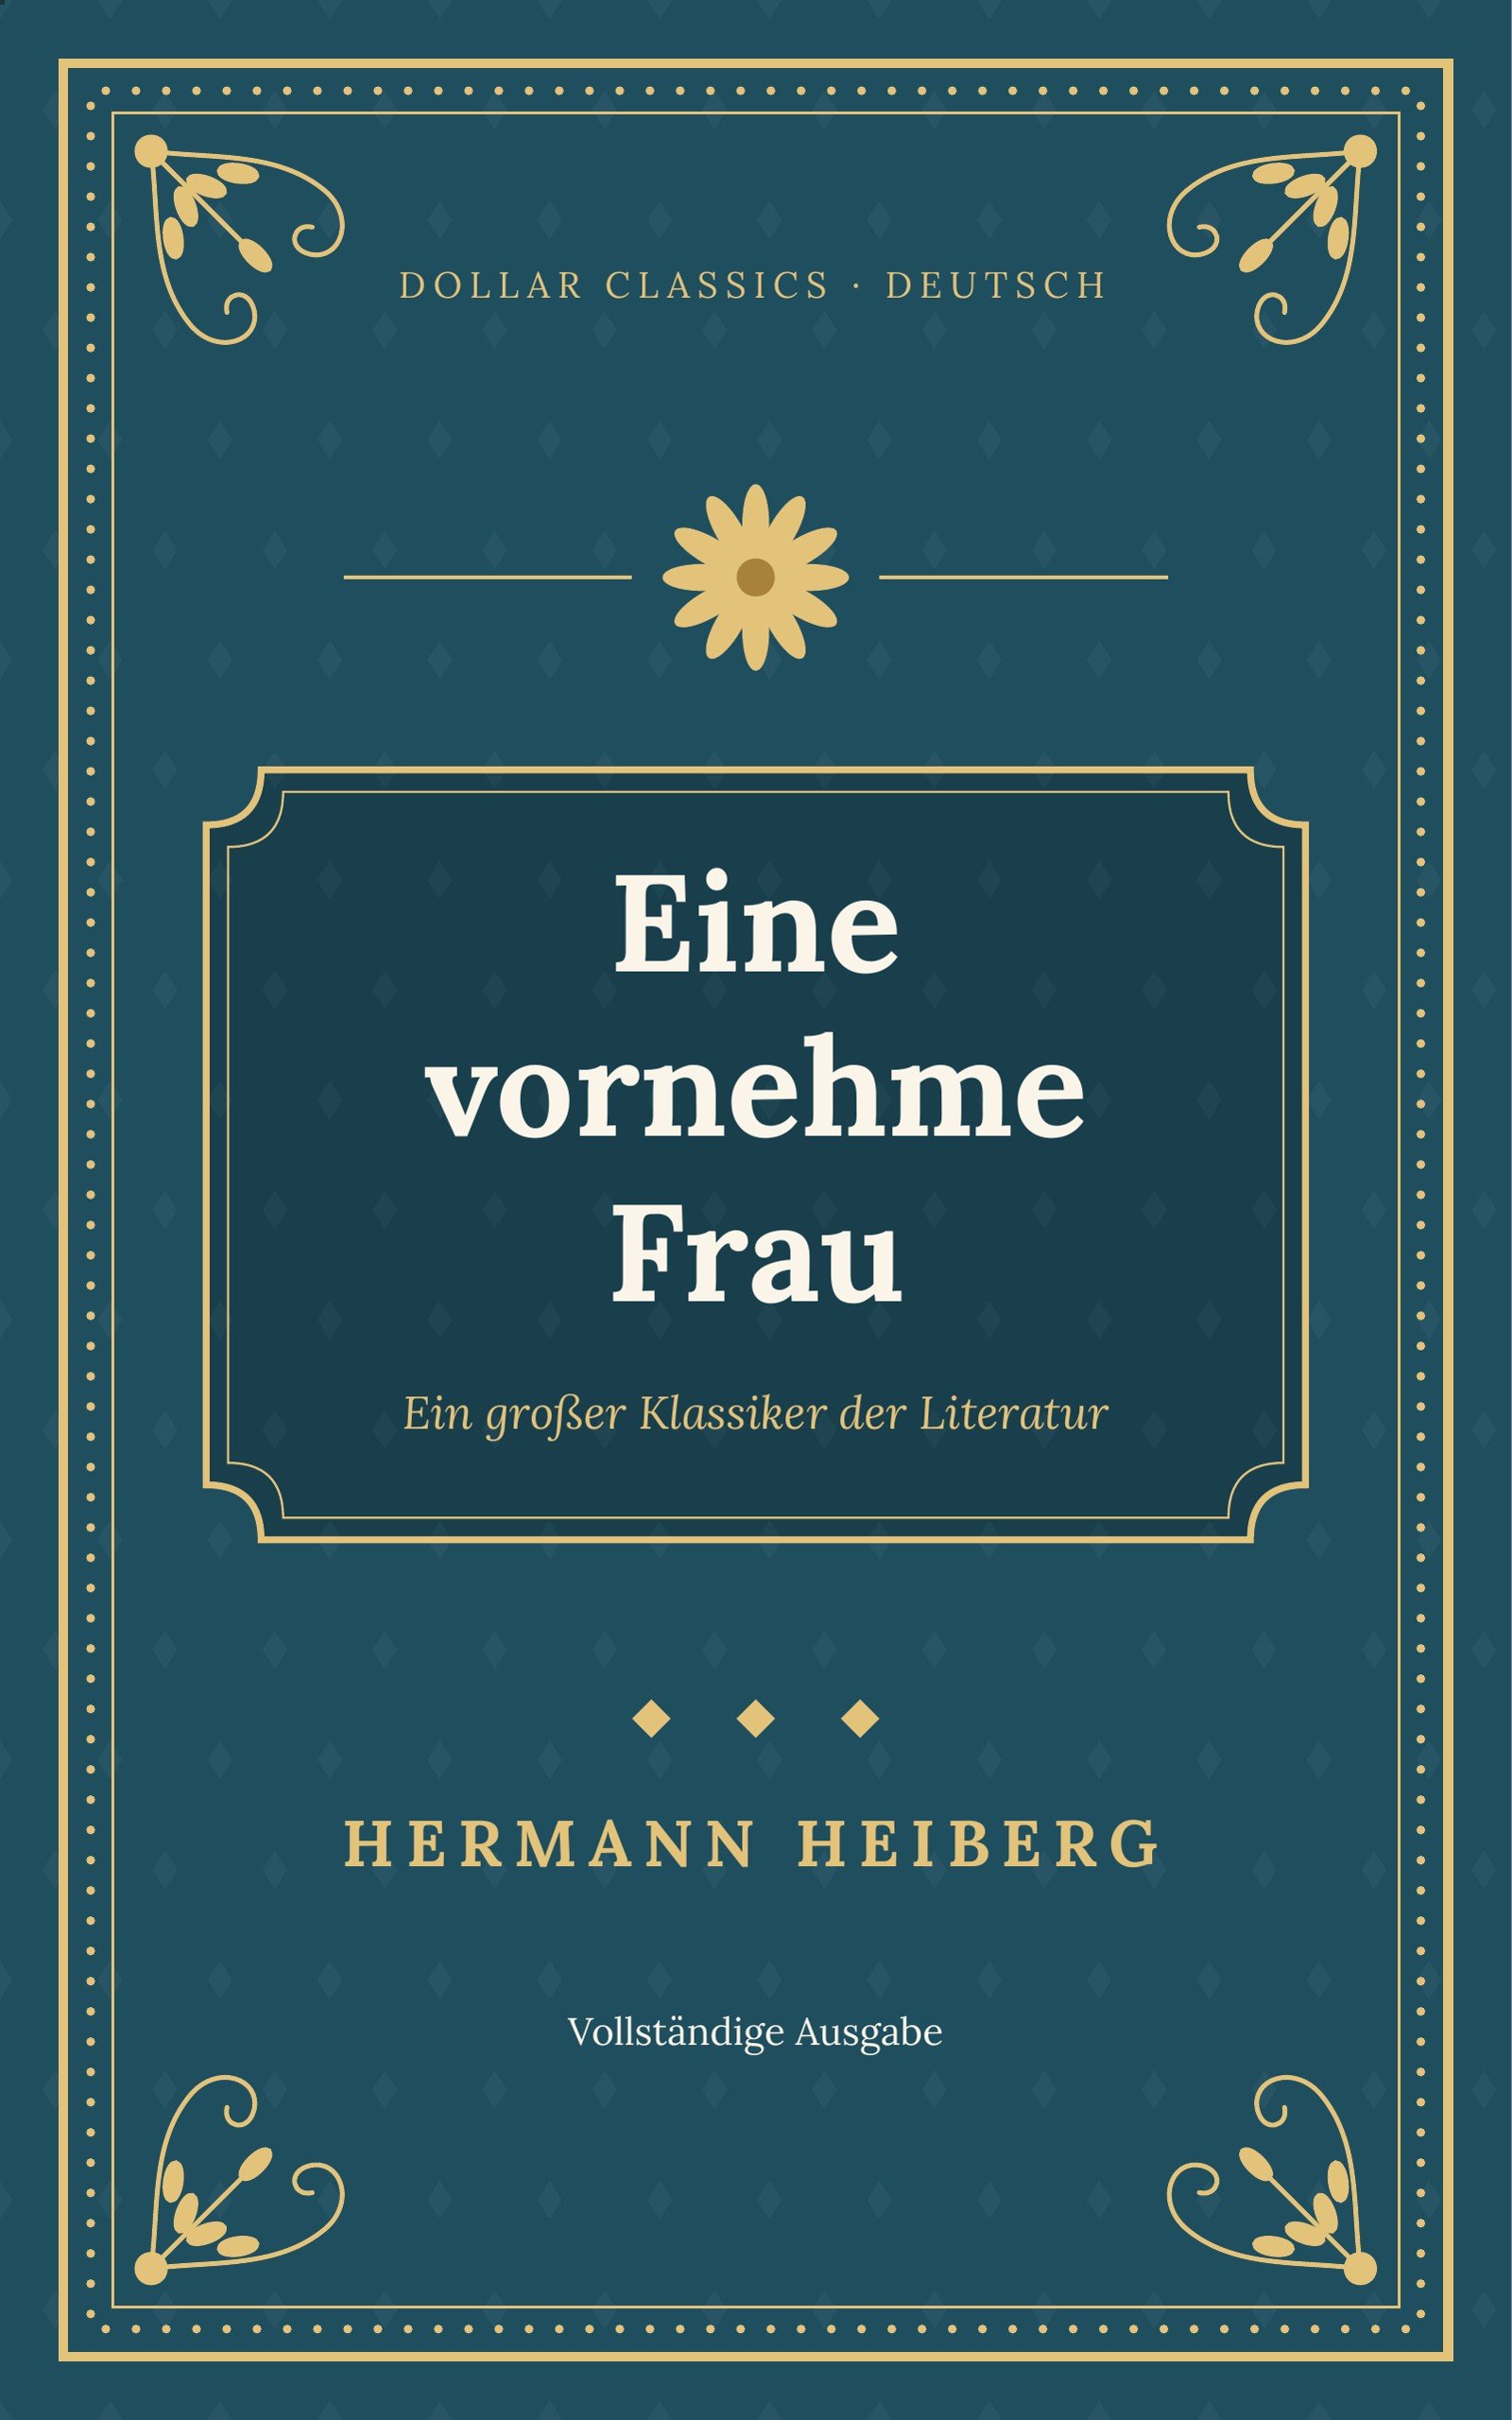 DOLLAR CLASSICS · DEUTSCH
Eine
vornehme
Frau
Ein großer Klassiker der Literatur
HERMANN HEIBERG
Vollständige Ausgabe